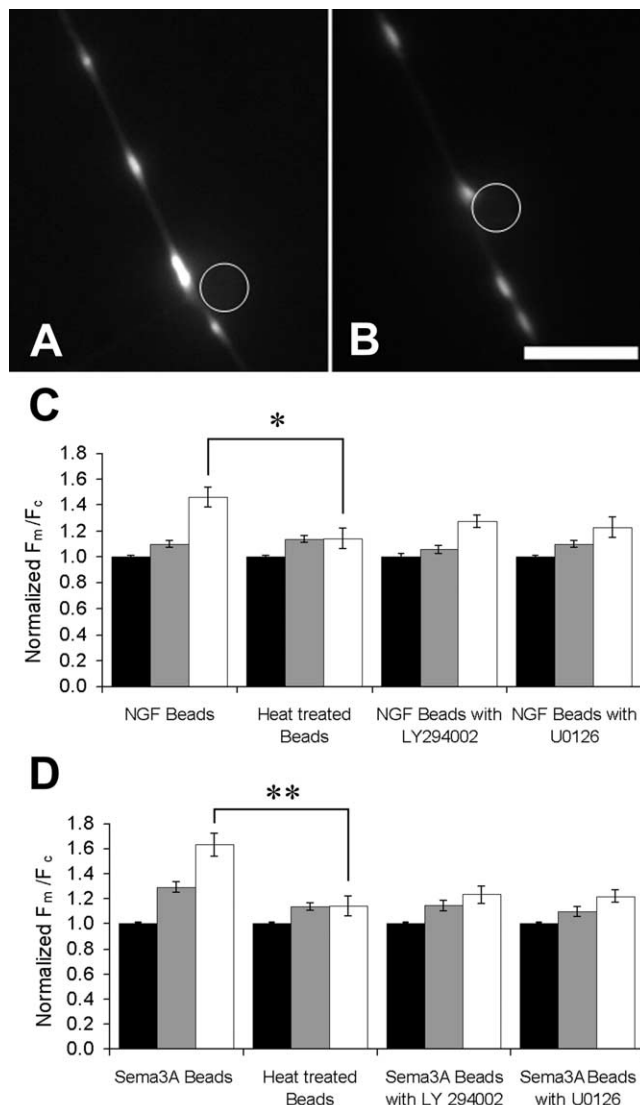 A
B
C
*
Normalized Fm/Fc
1.8
1.6
1.4
1.2
1.0
0.8
0.6
0.4
0.2
0.0
NGF Beads
Heat treated
Beads
NGF Beads with
LY294002
NGF Beads with
U0126
D
**
Normalized Fm/Fc
1.8
1.6
1.4
1.2
1.0
0.8
0.6
0.4
0.2
0.0
Sema3A Beads
Heat treated
Beads
Sema3A Beads
with LY 294002
Sema3A Beads
with U0126